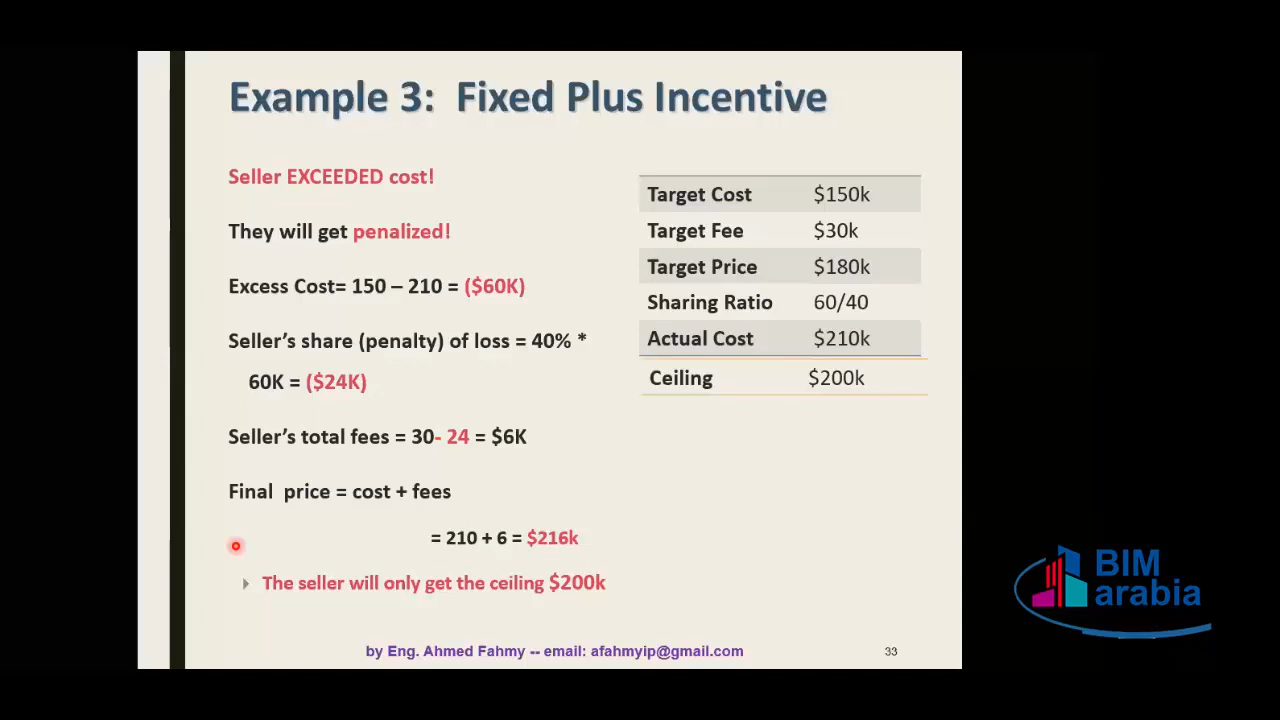 Example 3: Fixed Plus Incentive
Seller EXCEEDED cost!
They will get penalized!
Excess Cost= 150 – 210 = ($60K)
Seller's share (penalty) of loss = 40% *
60K = ($24K)
Seller's total fees = 30- 24 = $6K
Final price = cost + fees
= 210 + 6 = $216k
The seller will only get the ceiling $200k
Target Cost $150k
Target Fee $30k
Target Price $180k
Sharing Ratio 60/40
Actual Cost $210k
Ceiling $200k
by Eng. Ahmed Fahmy -- email: afahmyip@gmail.com
33
BIM
arabia